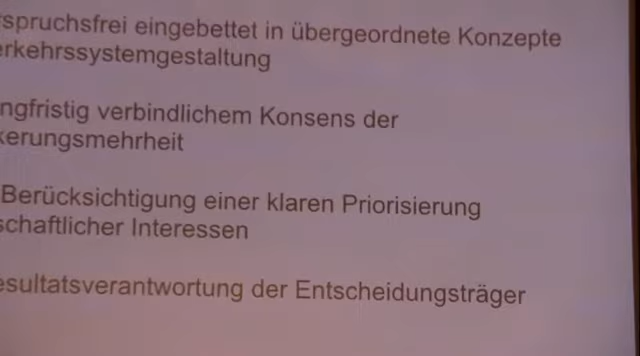 spruchsfrei eingebettet in übergeordnete Konzepte
rkehrssystemgestaltung
ngfristig verbindlichem Konsens der
kerungsmehrheit
Berücksichtigung einer klaren Priorisierung
schaftlicher Interessen
esultatsverantwortung der Entscheidungsträger